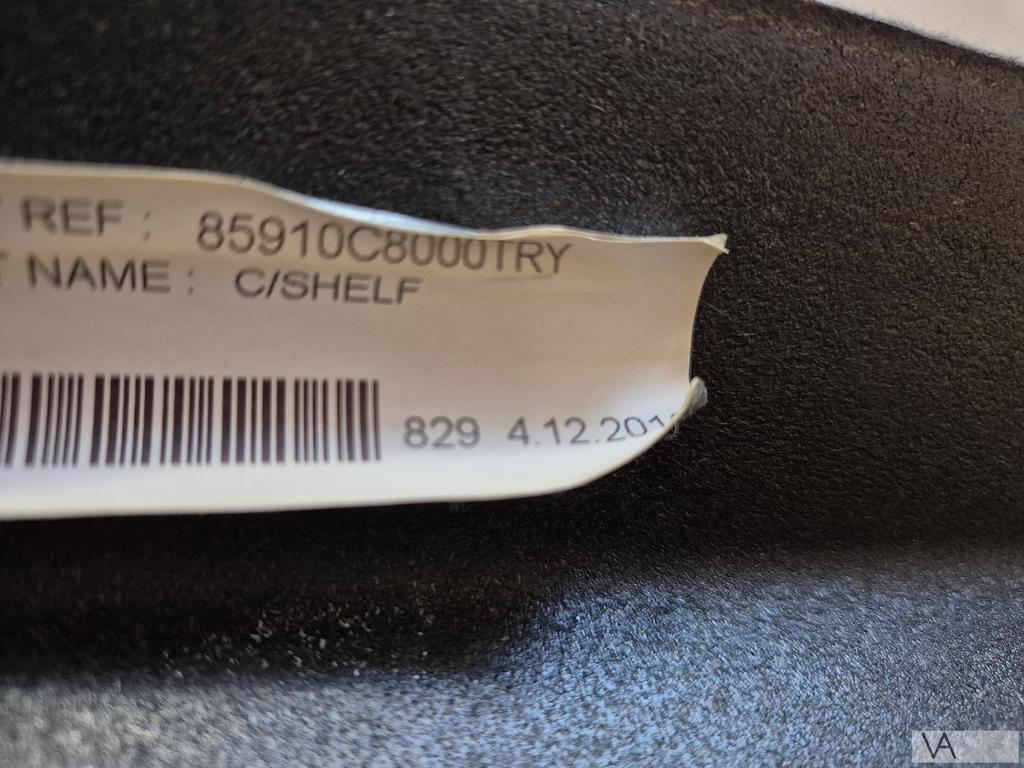 REF : 85910C8000TRY
NAME : C/SHELF
829 4.12.201
VA